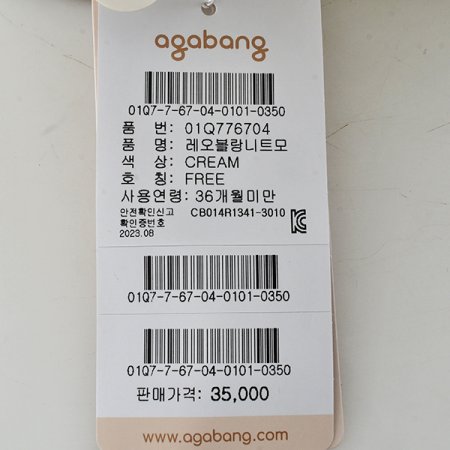 agabang
01Q7-7-67-04-0101-0350
품 번: 01Q776704
품 명: 레오블랑니트모
색 상: CREAM
호 칭: FREE
사용연령: 36개월미만
안전확인신고 CB014R1341-3010
확인증번호
2023.08
01Q7-7-67-04-0101-0350
01Q7-7-67-04-0101-0350
판매가격: 35,000
www.agabang.com